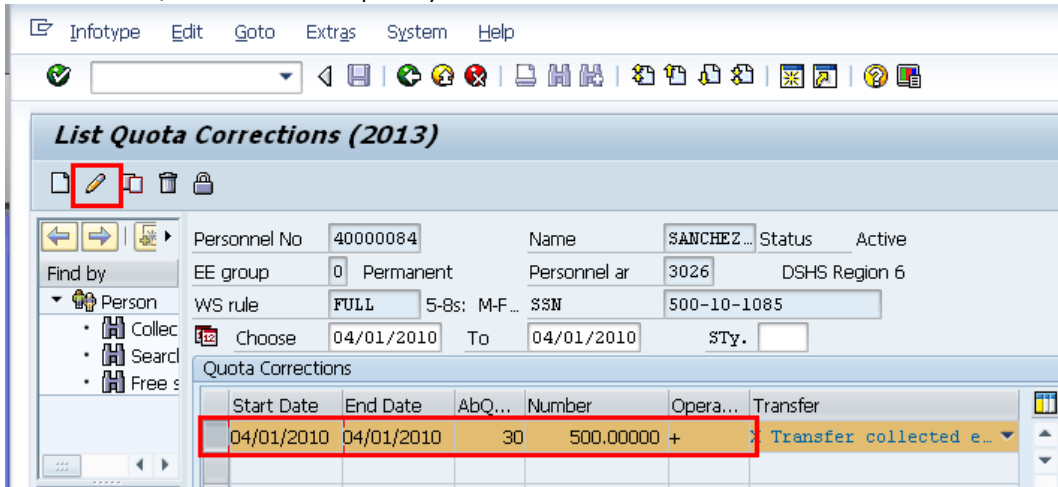 Infotype Edit Goto Extras System Help
List Quota Corrections (2013)
Personnel No 40000084 Name SANCHEZ… Status Active
Find by EE group 0 Permanent Personnel ar 3026 DSHS Region 6
Person WS rule FULL 5-8s: M-F… SSN 500-10-1085
Collec 12 Choose 04/01/2010 To 04/01/2010 STy.
Searcl Quota Corrections
Free s Start Date End Date AbQ... Number Opera... Transfer
04/01/2010 04/01/2010 30 500.00000 + X Transfer collected e…